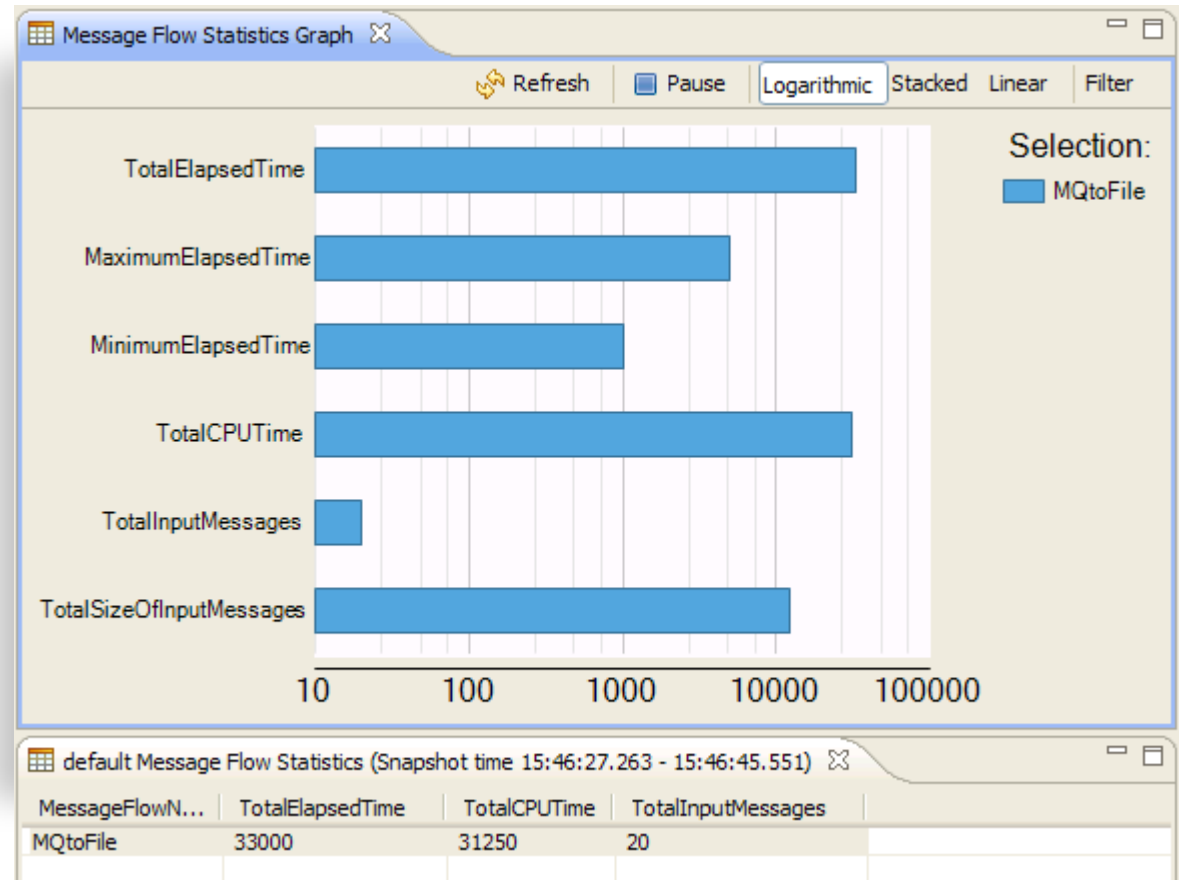 Message Flow Statistics Graph
Refresh Pause Logarithmic Stacked Linear Filter
Selection:
MQtoFile
TotalElapsedTime
MaximumElapsedTime
MinimumElapsedTime
TotalCPUTime
TotalInputMessages
TotalSizeOfInputMessages
10 100 1000 10000 100000
default Message Flow Statistics (Snapshot time 15:46:27.263 - 15:46:45.551)
MessageFlowN... TotalElapsedTime TotalCPUTime TotalInputMessages
MQtoFile 33000 31250 20